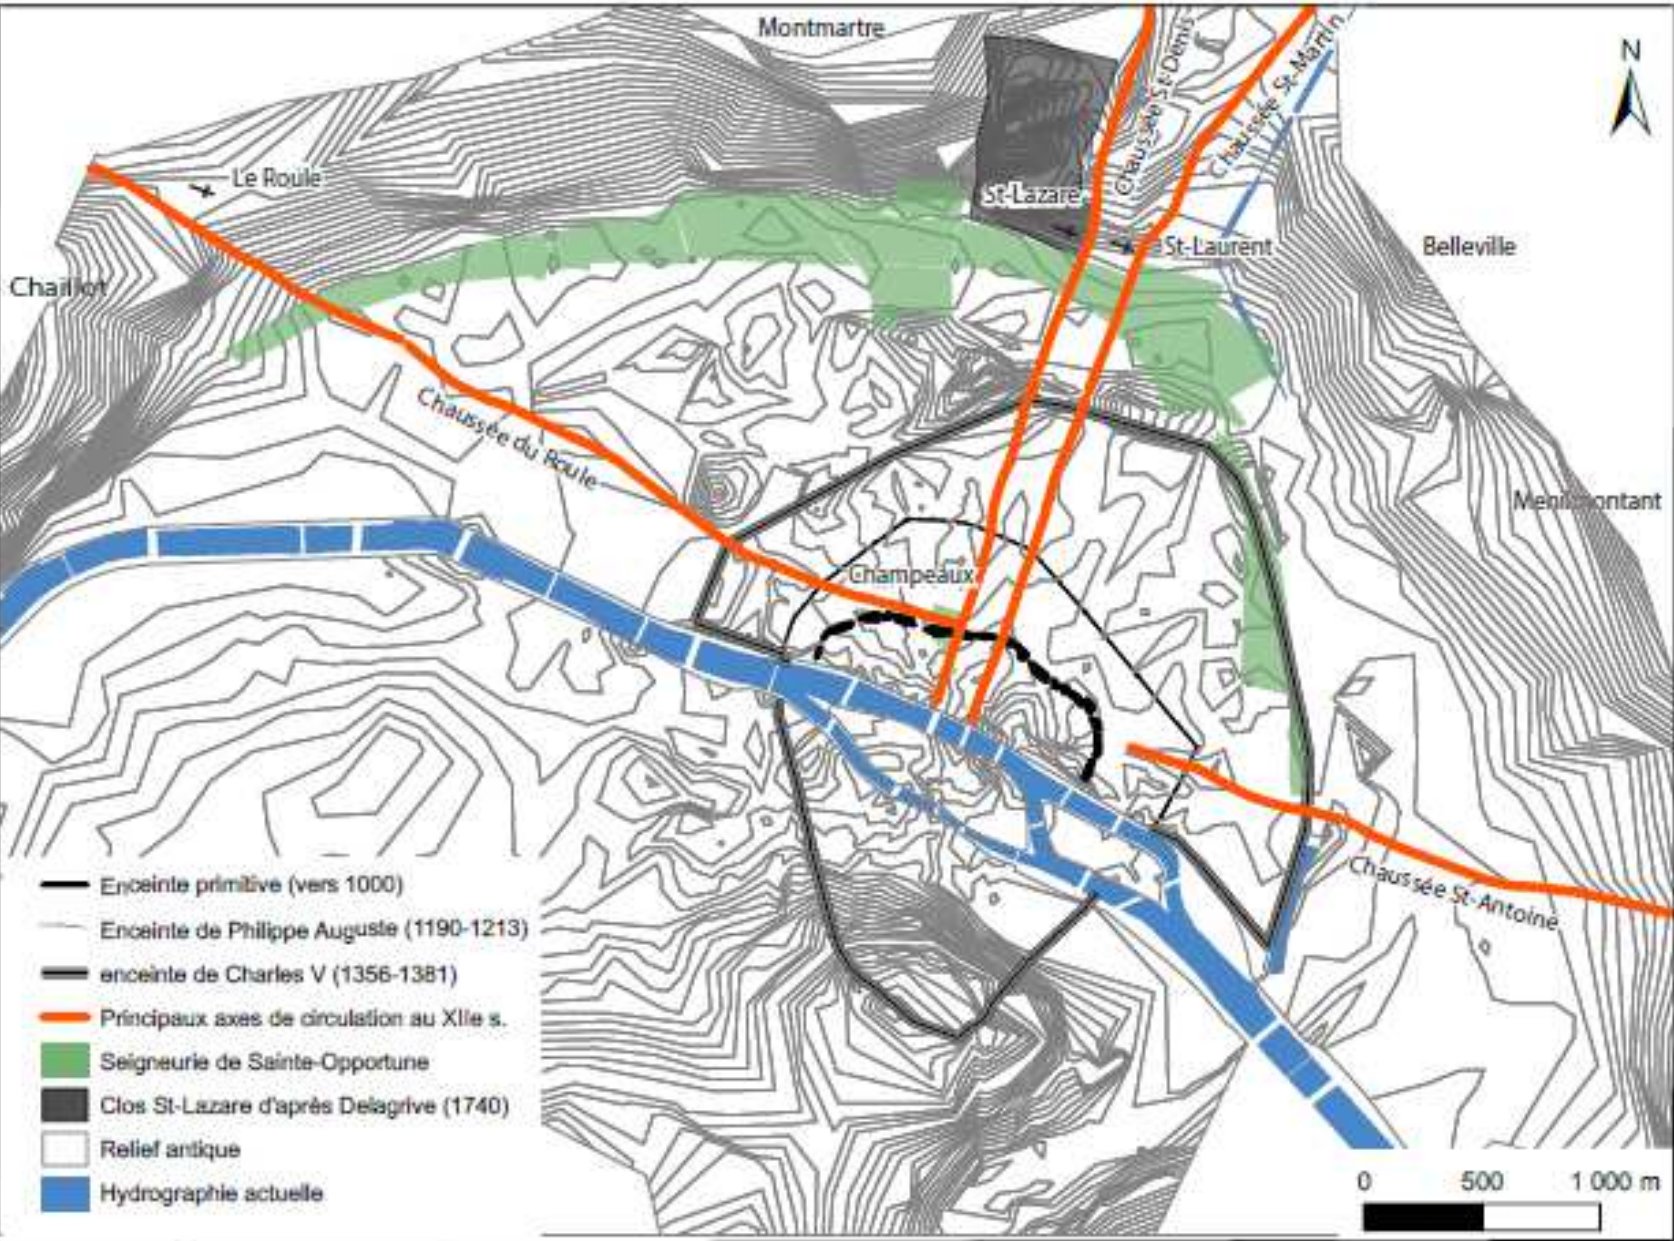 Montmartre
N
Chaussée St-Denis
Chaussée St-Martin
Le Roule
St-Lazare
St-Laurent
Belleville
Chaillot
Chaussée du Roule
Menilmontant
Champeaux
Chaussée St-Antoine
Enceinte primitive (vers 1000)
Enceinte de Philippe Auguste (1190-1213)
enceinte de Charles V (1356-1381)
Principaux axes de circulation au XIIe s.
Seigneurie de Sainte-Opportune
Clos St-Lazare d'après Delagrive (1740)
Relief antique
Hydrographie actuelle
0 500 1 000 m